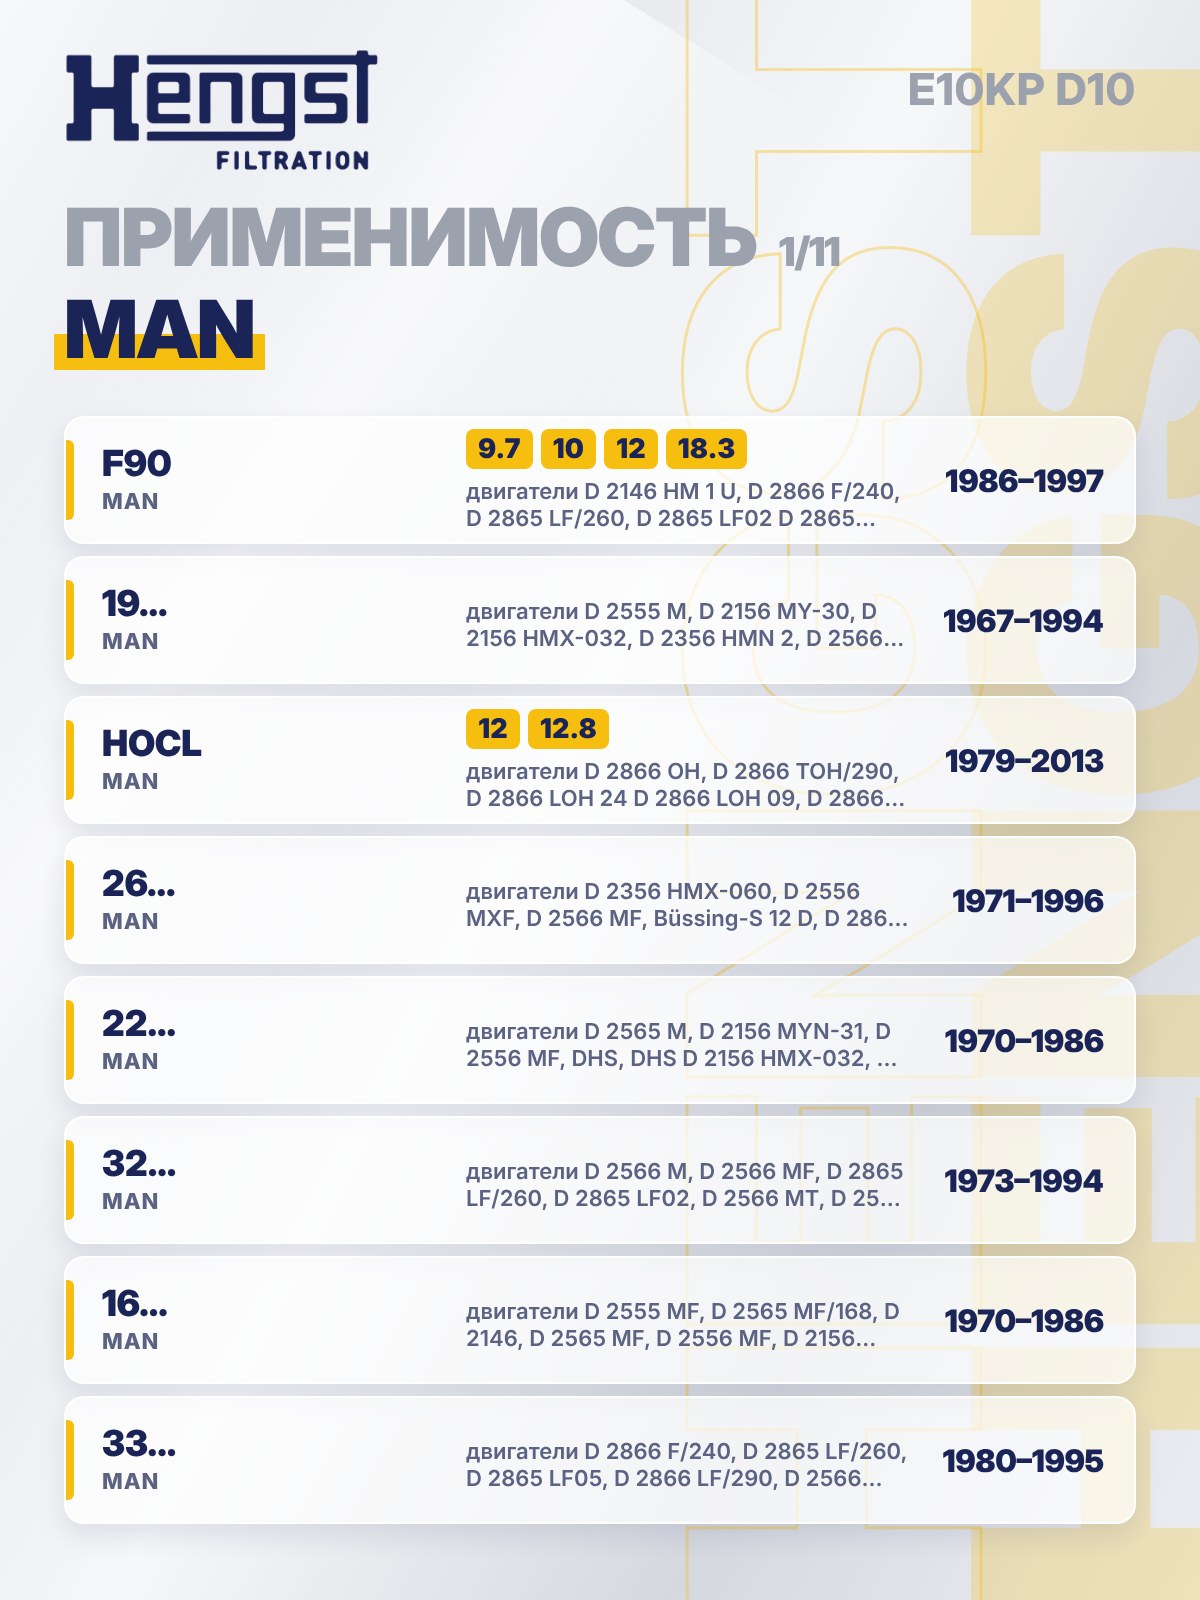 Hengst
FILTRATION
E10KP D10
ПРИМЕНИМОСТЬ 1/11
MAN
F90
MAN
9.7 10 12 18.3
двигатели D 2146 HM 1 U, D 2866 F/240,
D 2865 LF/260, D 2865 LF02 D 2865...
1986–1997
19...
MAN
двигатели D 2555 M, D 2156 MY-30, D
2156 HMX-032, D 2356 HMN 2, D 2566...
1967–1994
HOCL
MAN
12 12.8
двигатели D 2866 OH, D 2866 TOH/290,
D 2866 LOH 24 D 2866 LOH 09, D 2866...
1979–2013
26...
MAN
двигатели D 2356 HMX-060, D 2556
MXF, D 2566 MF, Büssing-S 12 D, D 286...
1971–1996
22...
MAN
двигатели D 2565 M, D 2156 MYN-31, D
2556 MF, DHS, DHS D 2156 HMX-032, ...
1970–1986
32...
MAN
двигатели D 2566 M, D 2566 MF, D 2865
LF/260, D 2865 LF02, D 2566 MT, D 25...
1973–1994
16...
MAN
двигатели D 2555 MF, D 2565 MF/168, D
2146, D 2565 MF, D 2556 MF, D 2156...
1970–1986
33...
MAN
двигатели D 2866 F/240, D 2865 LF/260,
D 2865 LF05, D 2866 LF/290, D 2566...
1980–1995
HENGST